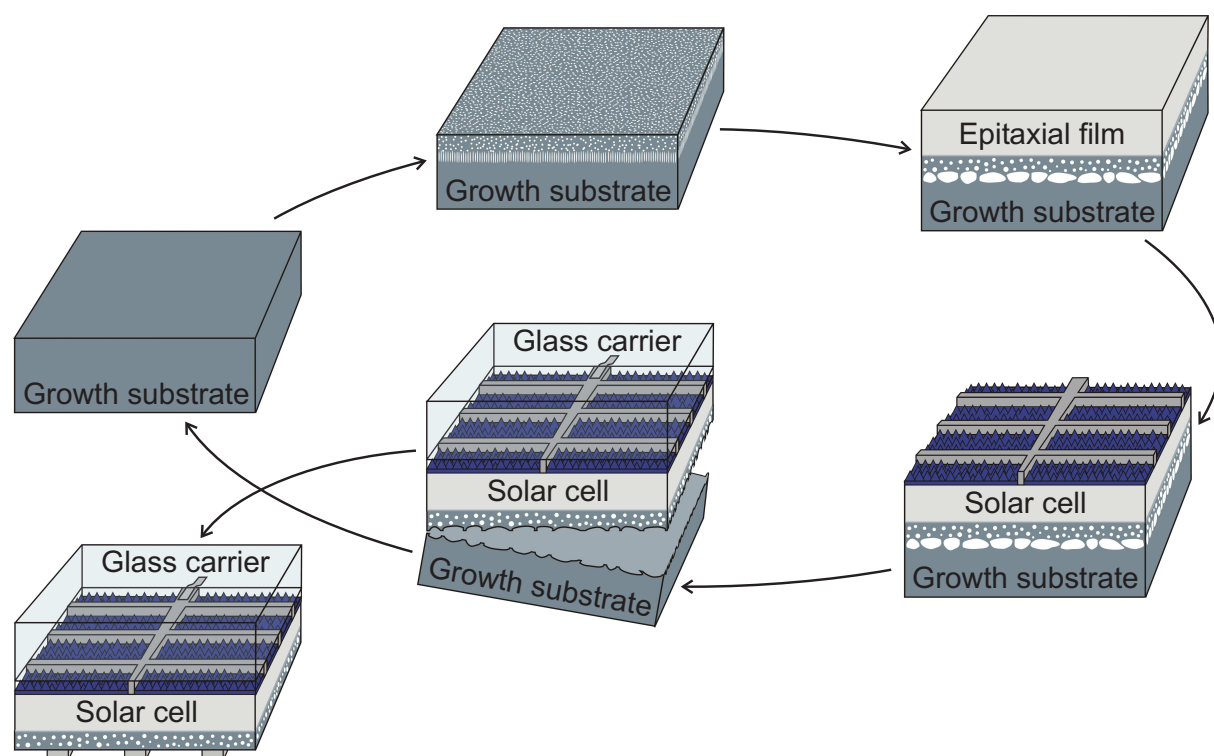 Growth substrate
Growth substrate
Epitaxial film
Growth substrate
Solar cell
Growth substrate
Glass carrier
Solar cell
Growth substrate
Glass carrier
Solar cell